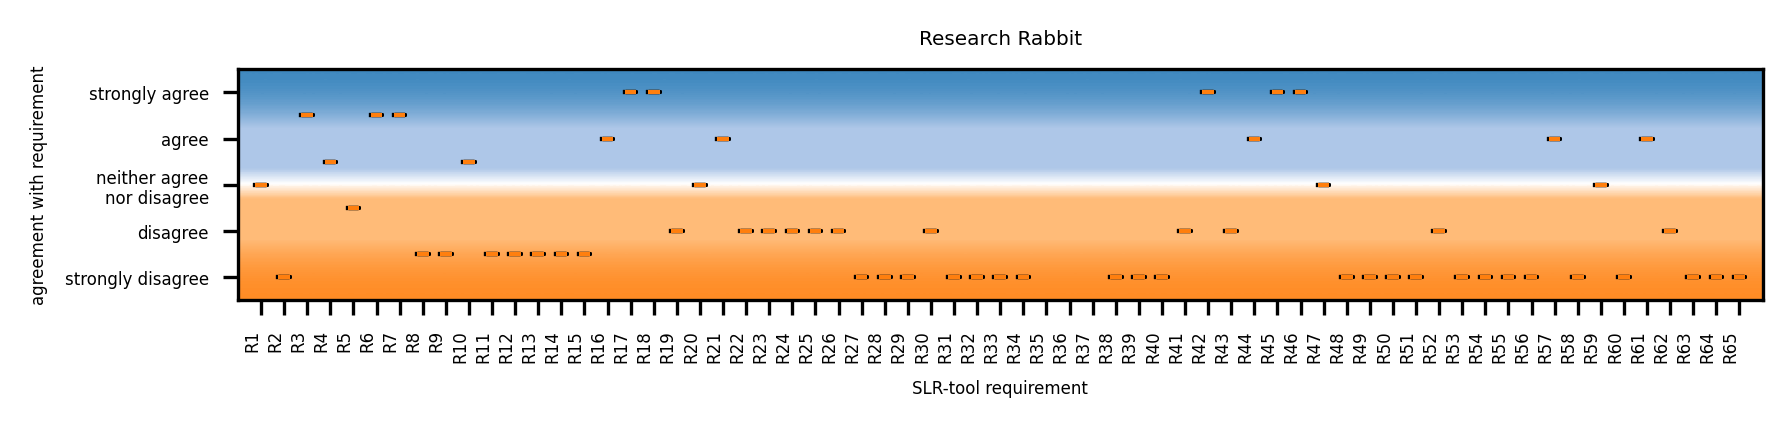 Research Rabbit
agreement with requirement
strongly agree
agree
neither agree
nor disagree
disagree
strongly disagree
R1
R2
R3
R4
R5
R6
R7
R8
R9
R10
R11
R12
R13
R14
R15
R16
R17
R18
R19
R20
R21
R22
R23
R24
R25
R26
R27
R28
R29
R30
R31
R32
R33
R34
R35
R36
R37
R38
R39
R40
R41
R42
R43
R44
R45
R46
R47
R48
R49
R50
R51
R52
R53
R54
R55
R56
R57
R58
R59
R60
R61
R62
R63
R64
R65
SLR-tool requirement